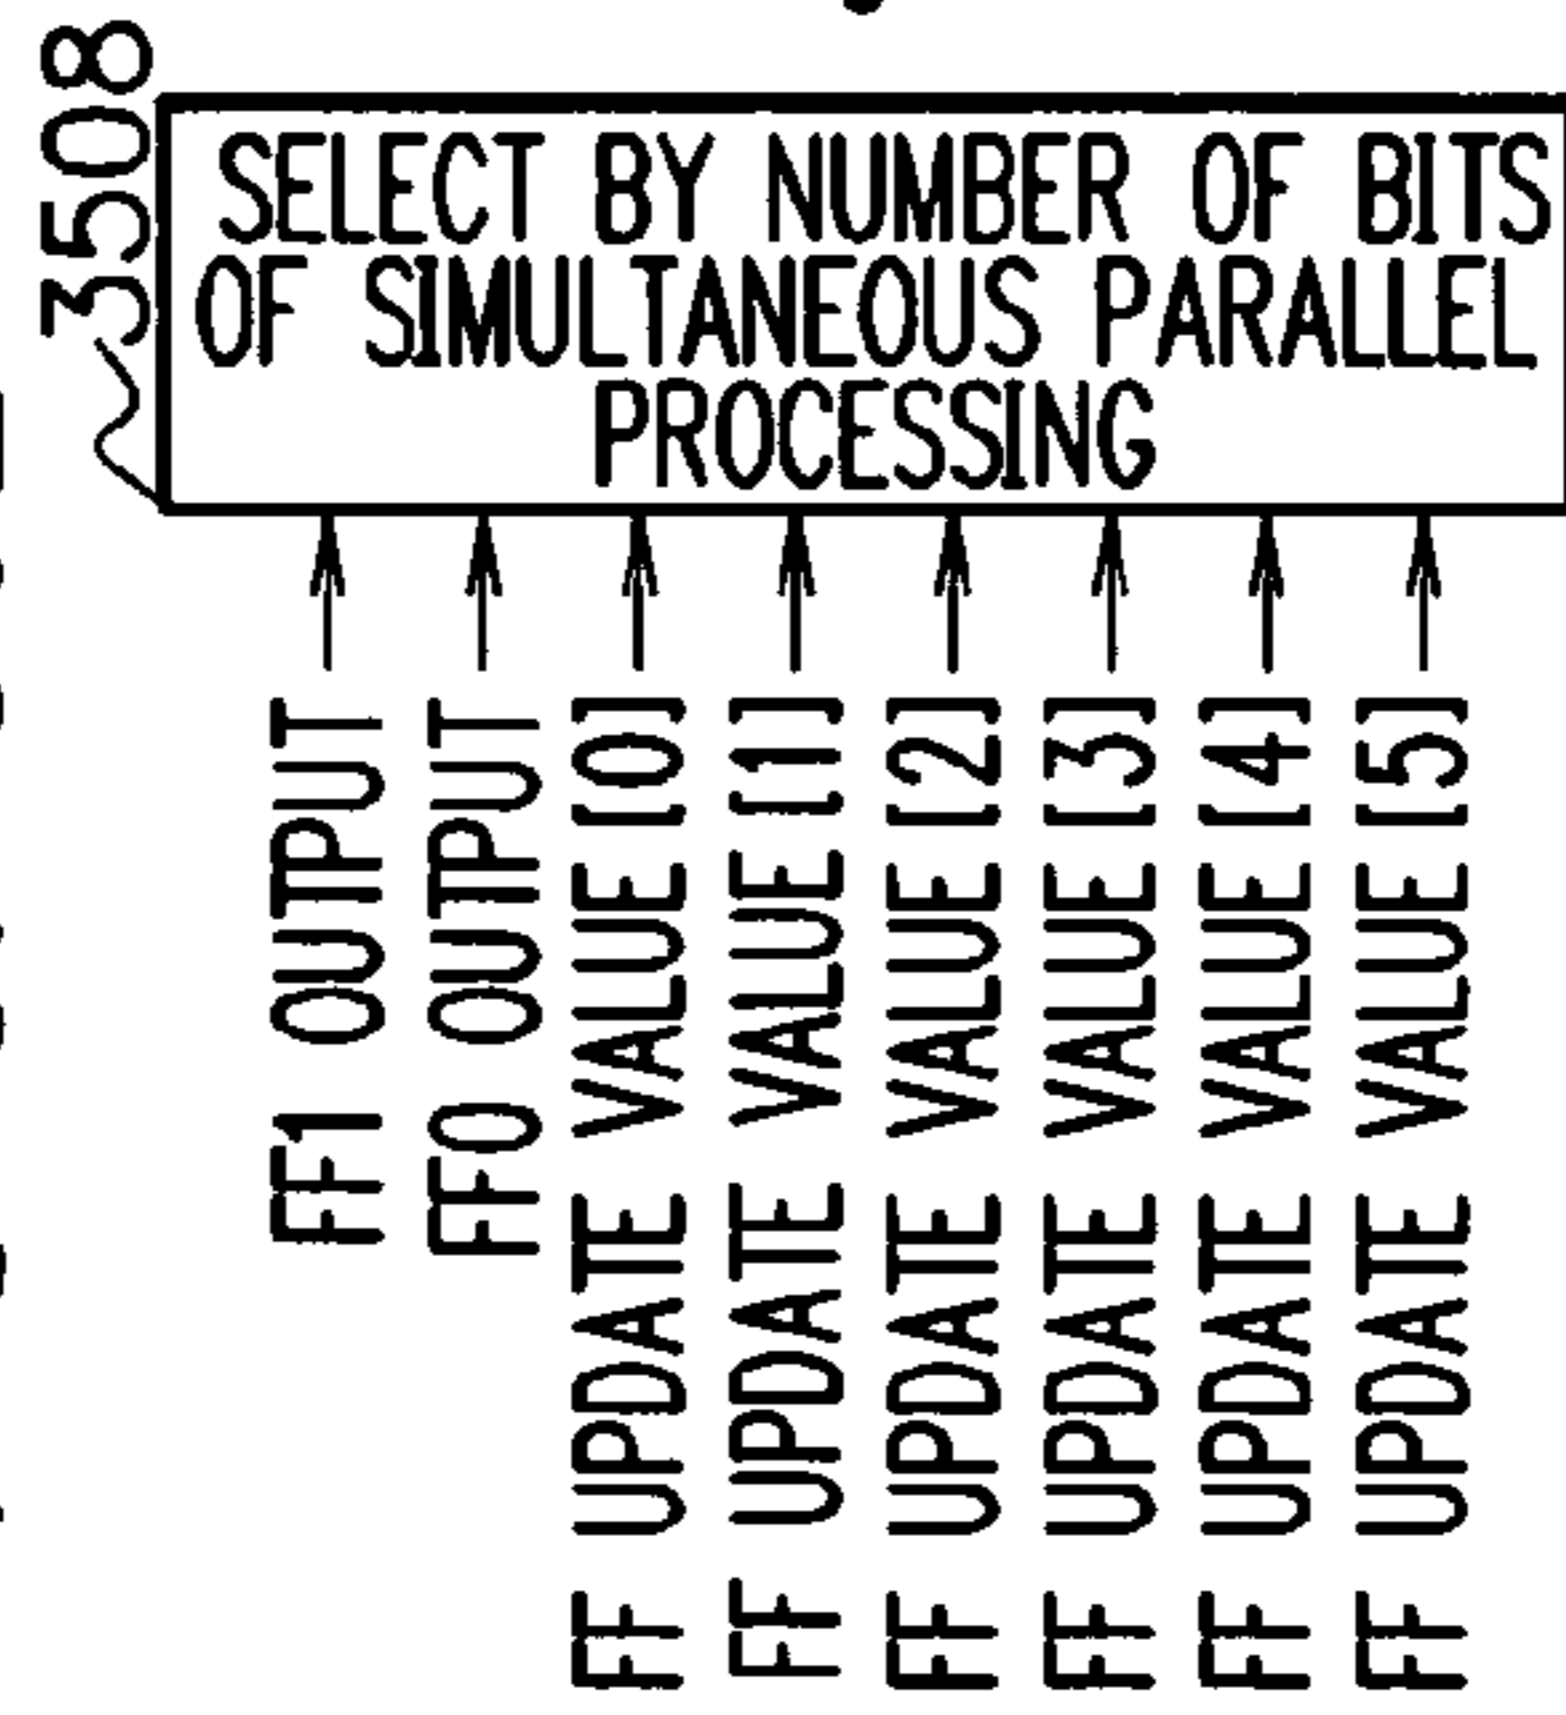 3508
SELECT BY NUMBER OF BITS
OF SIMULTANEOUS PARALLEL
PROCESSING
FF1 OUTPUT
FF0 OUTPUT
FF UPDATE VALUE[0]
FF UPDATE VALUE[1]
FF UPDATE VALUE[2]
FF UPDATE VALUE[3]
FF UPDATE VALUE[4]
FF UPDATE VALUE[5]